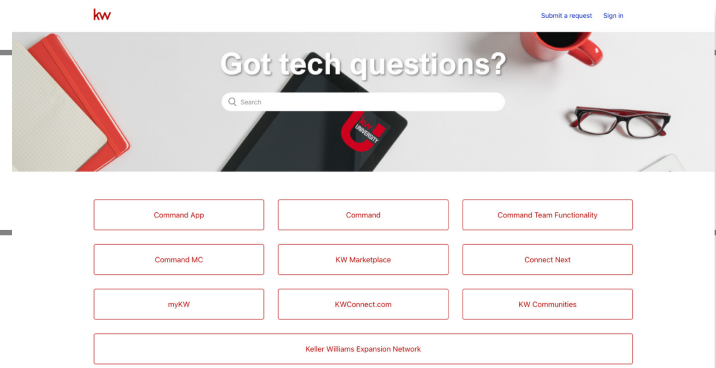 kw
Submit a request Sign in
Got tech questions?
Search
UNIVERSITY
Command App Command Command Team Functionality
Command MC KW Marketplace Connect Next
myKW KWConnect.com KW Communities
Keller Williams Expansion Network